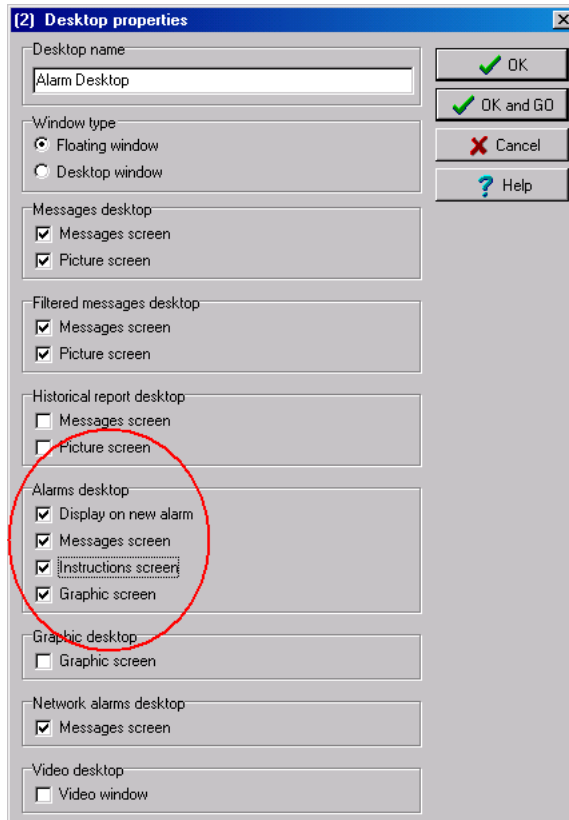 (2) Desktop properties
Desktop name
Alarm Desktop
OK
OK and GO
Cancel
Help
Window type
Floating window
Desktop window
Messages desktop
Messages screen
Picture screen
Filtered messages desktop
Messages screen
Picture screen
Historical report desktop
Messages screen
Picture screen
Alarms desktop
Display on new alarm
Messages screen
Instructions screen
Graphic screen
Graphic desktop
Graphic screen
Network alarms desktop
Messages screen
Video desktop
Video window